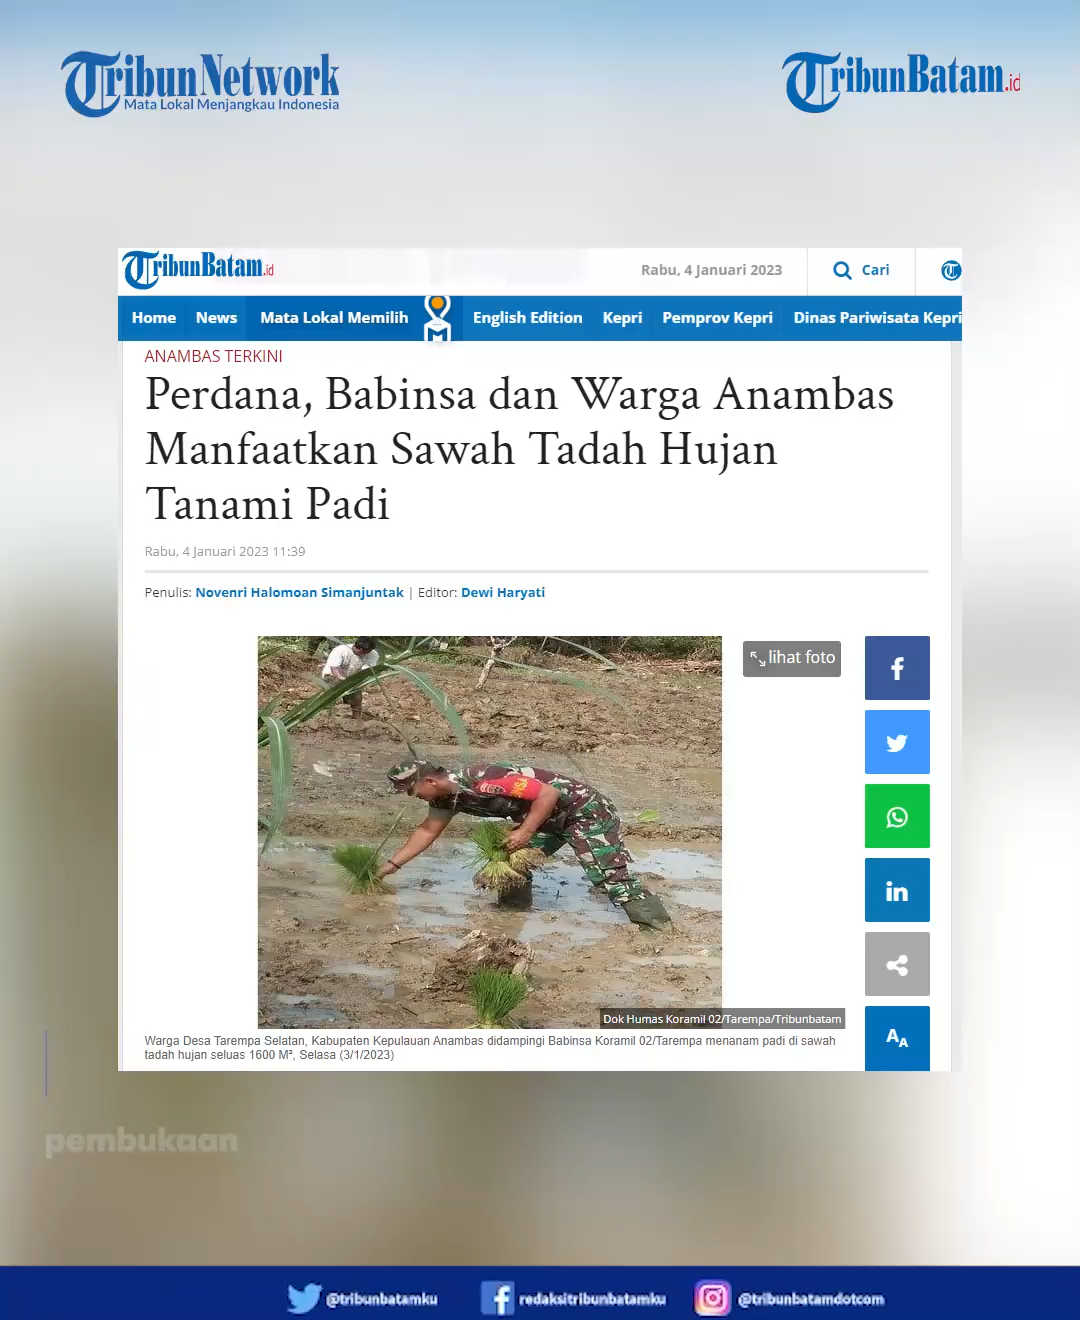 TribunNetwork
Mata Lokal Menjangkau Indonesia
TribunBatam.id
TribunBatam.id
Rabu, 4 Januari 2023
Cari
Home News Mata Lokal Memilih English Edition Kepri Pemprov Kepri Dinas Pariwisata Kepri
ANAMBAS TERKINI
Perdana, Babinsa dan Warga Anambas
Manfaatkan Sawah Tadah Hujan
Tanami Padi
Rabu, 4 Januari 2023 11:39
Penulis: Novenri Halomoan Simanjuntak | Editor: Dewi Haryati
lihat foto
Dok Humas Koramil 02/Tarempa/Tribunbatam
Warga Desa Tarempa Selatan, Kabupaten Kepulauan Anambas didampingi Babinsa Koramil 02/Tarempa menanam padi di sawah
tadah hujan seluas 1600 M², Selasa (3/1/2023)
AA
pembukaan
@tribunbatamku redaksitribunbatamku @tribunbatamdotcom